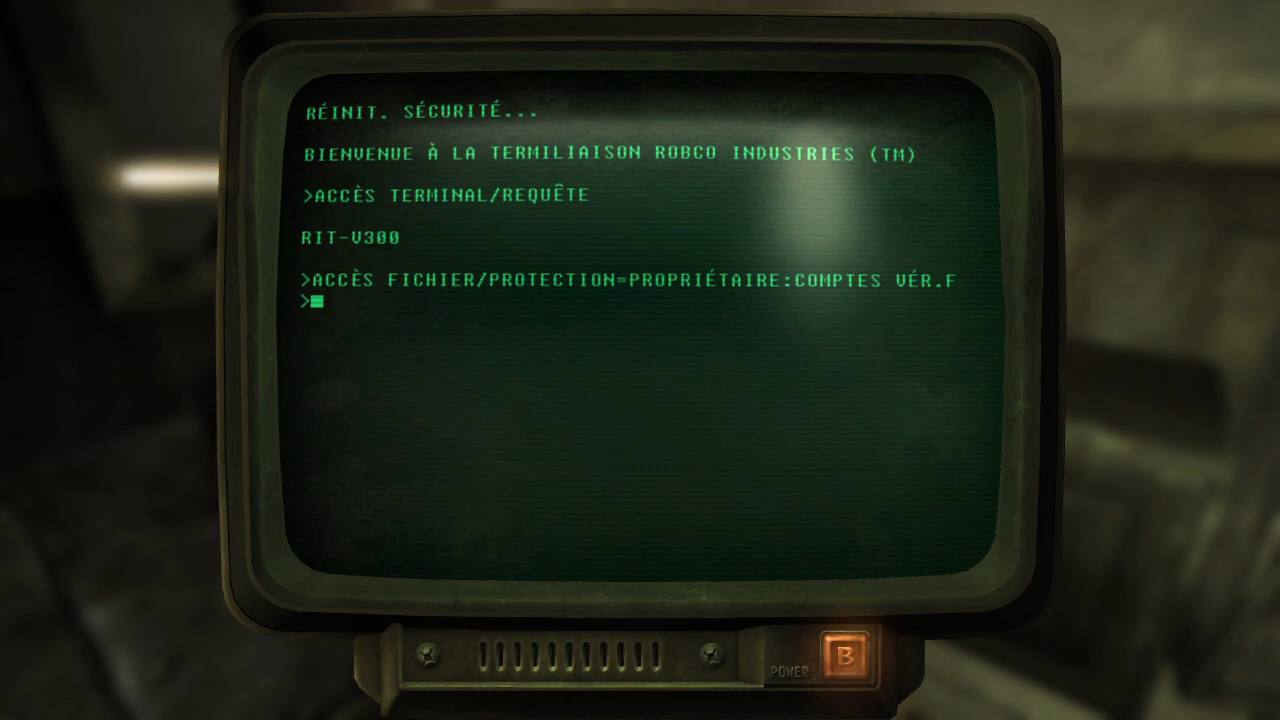 RÉINIT. SÉCURITÉ...
BIENVENUE À LA TERMILIAISON ROBCO INDUSTRIES (TM)
>ACCÈS TERMINAL/REQUÊTE
RIT-V300
>ACCÈS FICHIER/PROTECTION=PROPRIÉTAIRE:COMPTES VÉR.F
>
POWER
B